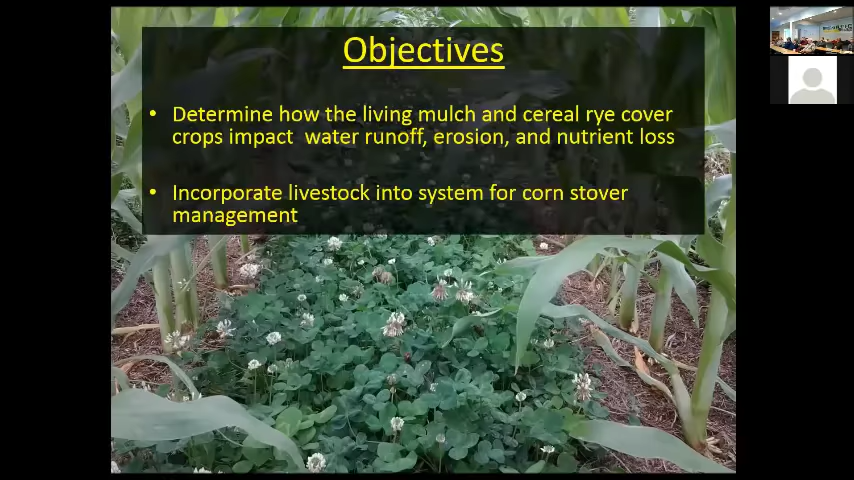 Objectives
• Determine how the living mulch and cereal rye cover
crops impact water runoff, erosion, and nutrient loss
• Incorporate livestock into system for corn stover
management